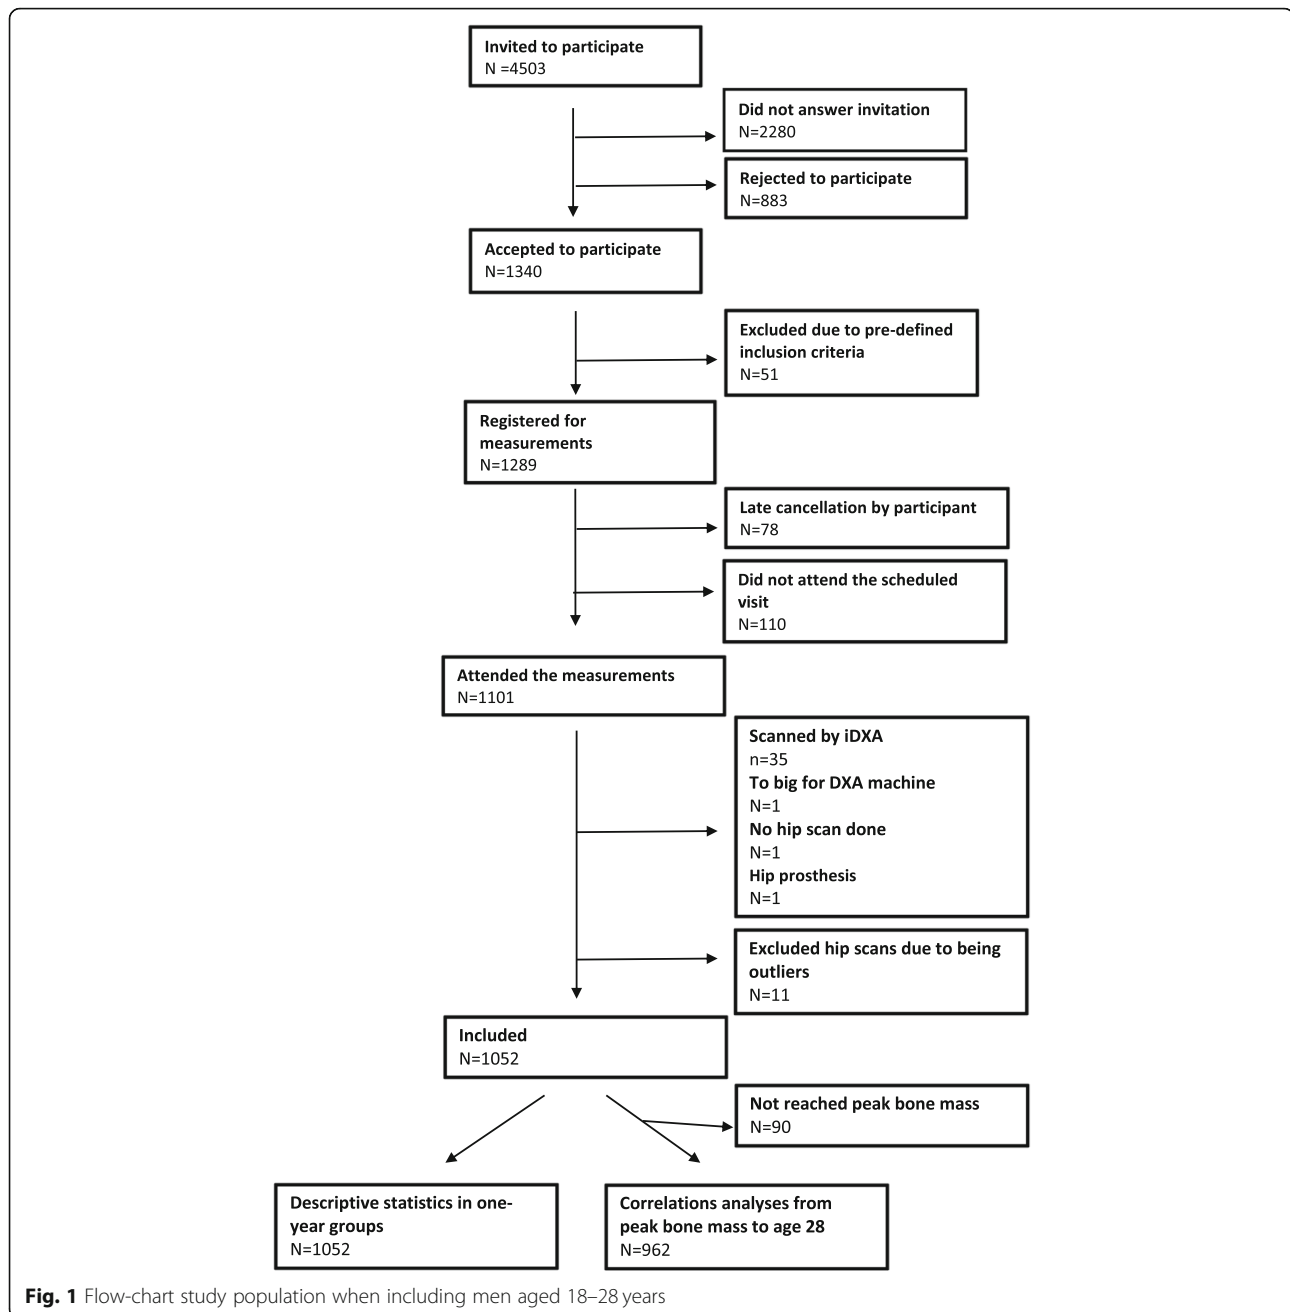 Invited to participate
N =4503
Did not answer invitation
N=2280
Rejected to participate
N=883
Accepted to participate
N=1340
Excluded due to pre-defined
inclusion criteria
N=51
Registered for
measurements
N=1289
Late cancellation by participant
N=78
Did not attend the scheduled
visit
N=110
Attended the measurements
N=1101
Scanned by iDXA
n=35
To big for DXA machine
N=1
No hip scan done
N=1
Hip prosthesis
N=1
Excluded hip scans due to being
outliers
N=11
Included
N=1052
Not reached peak bone mass
N=90
Descriptive statistics in one-
year groups
N=1052
Correlations analyses from
peak bone mass to age 28
N=962
Fig. 1 Flow-chart study population when including men aged 18–28 years